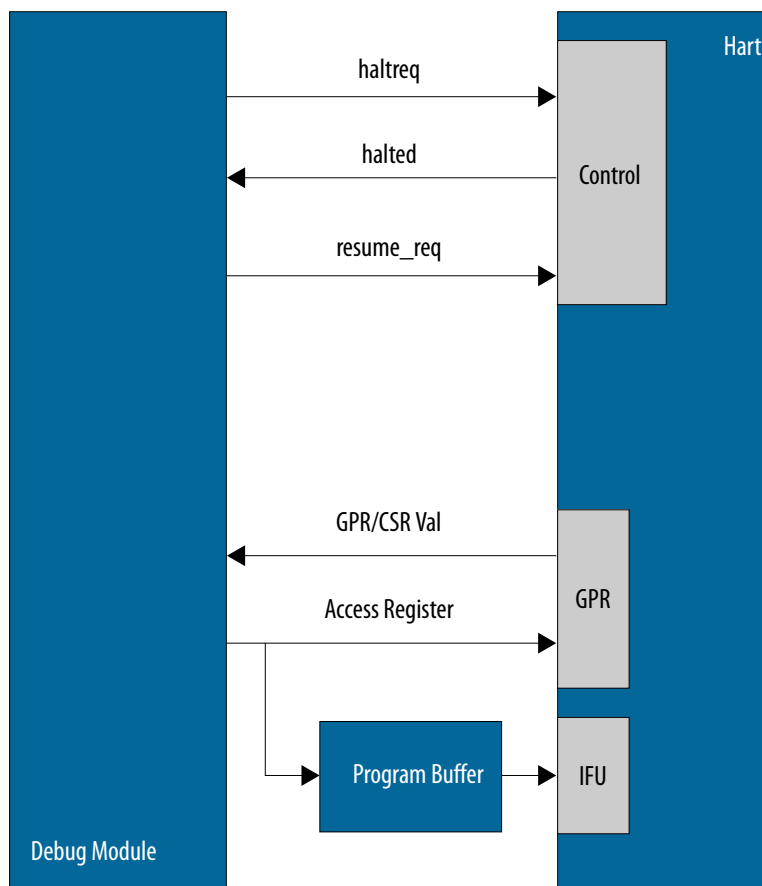 Hart
haltreq
halted
Control
resume_req
GPR/CSR Val
GPR
Access Register
Program Buffer
IFU
Debug Module